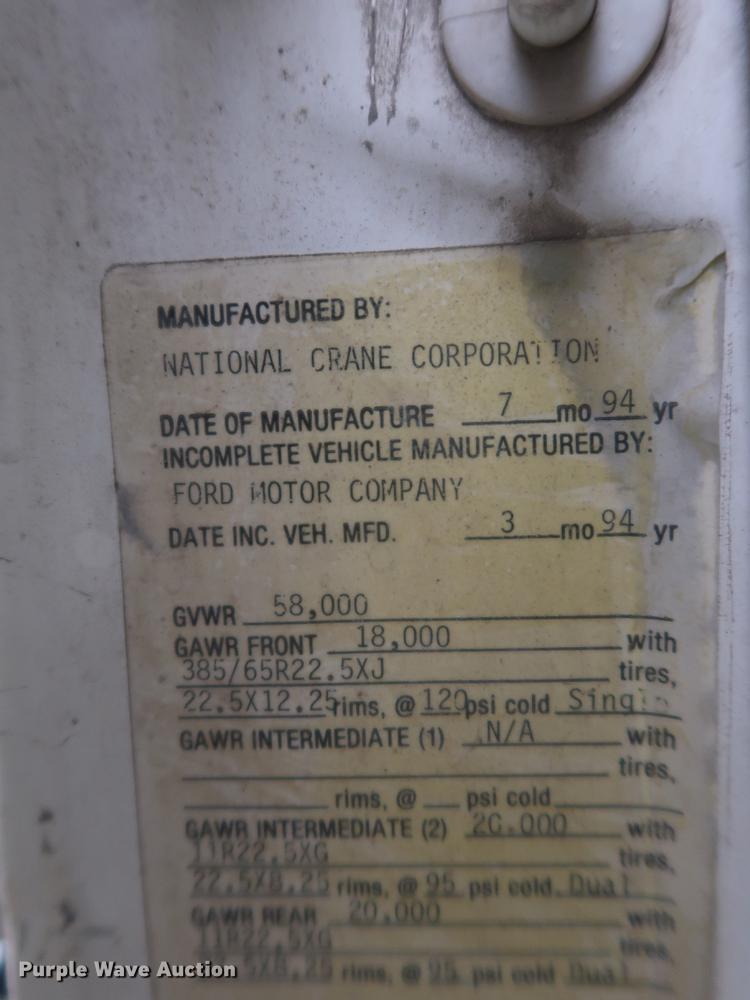 MANUFACTURED BY:
NATIONAL CRANE CORPORATION
DATE OF MANUFACTURE 7 mo 94 yr
INCOMPLETE VEHICLE MANUFACTURED BY:
FORD MOTOR COMPANY
DATE INC. VEH. MFD. 3 mo 94 yr
GVWR 58,000
GAWR FRONT 18,000 with
385/65R22.5XJ tires,
22.5X12.25 rims, @ 120 psi cold Single
GAWR INTERMEDIATE (1) N/A with
tires,
rims, @ psi cold
GAWR INTERMEDIATE (2) 20,000 with
11R22.5XG tires,
22.5X8.25 rims, @ 95 psi cold Dual
GAWR REAR 20,000 with
11R22.5XG tires,
5X8.25 rims, @ 95 psi cold Dual
Purple Wave Auction